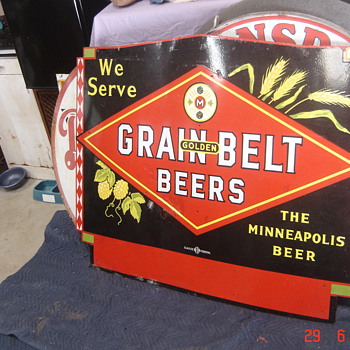 We
Serve
M
GRAIN BELT
GOLDEN
BEERS
THE
MINNEAPOLIS
BEER
29 6